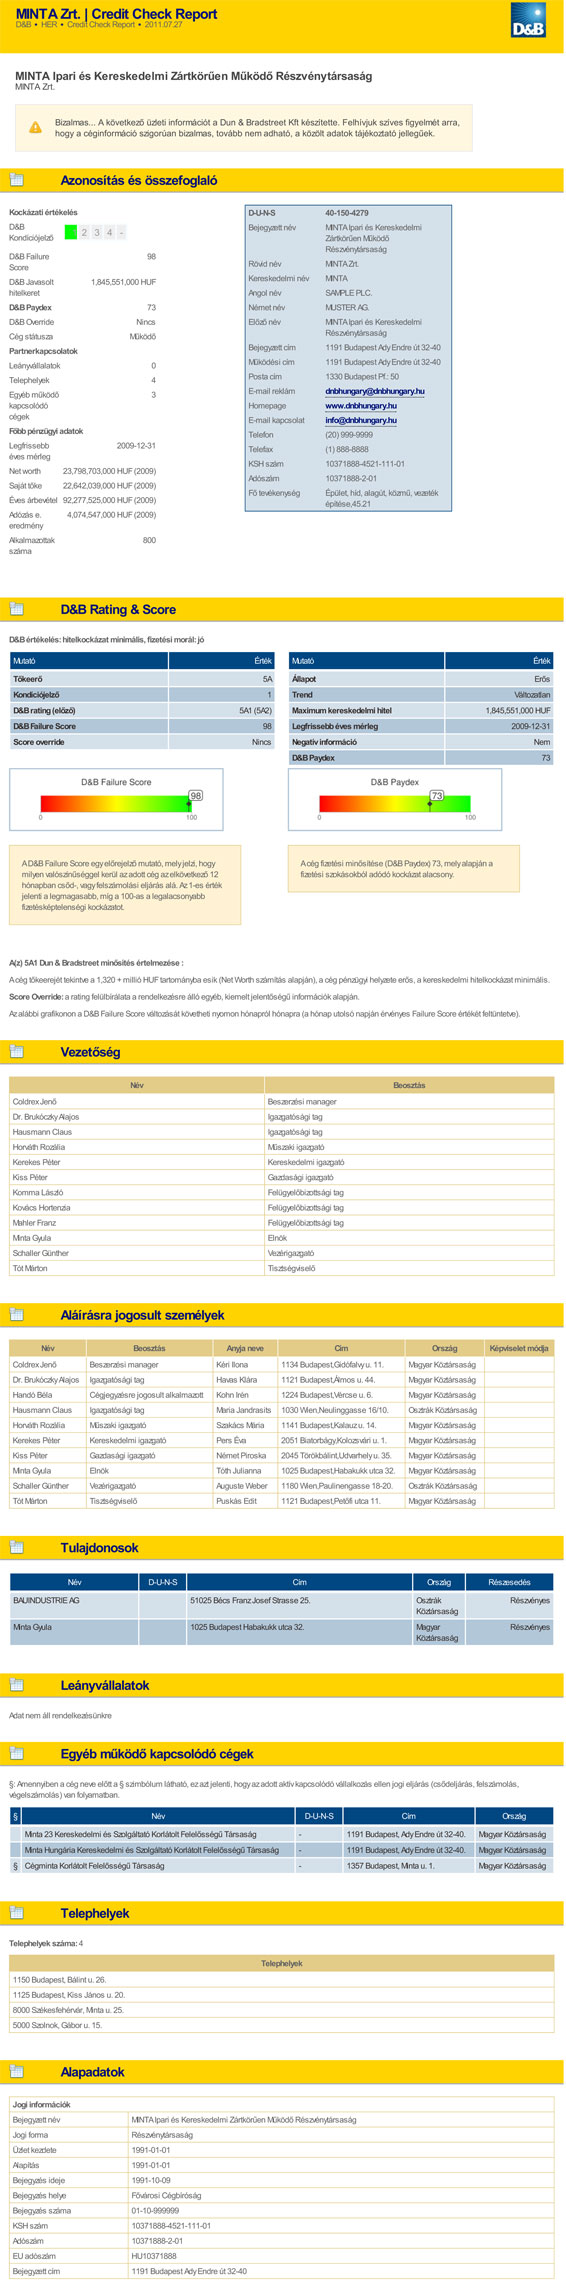 MINTA Zrt. | Credit Check Report
D&B • HER • Credit Check Report • 2011.07.27
D&B
MINTA Ipari és Kereskedelmi Zártkörűen Működő Részvénytársaság
MINTA Zrt.
Bizalmas... A következő üzleti információt a Dun & Bradstreet Kft készítette. Felhívjuk szíves figyelmét arra,
hogy a céginformáció szigorúan bizalmas, tovább nem adható, a közölt adatok tájékoztató jellegűek.
Azonosítás és összefoglaló
Kockázati értékelés
D&B
Kondíciójelző
2 3 4 -
D&B Failure
Score
98
D&B Javasolt
hitelkeret
1,845,551,000 HUF
D&B Paydex 73
D&B Override Nincs
Cég státusza Működő
Partnerkapcsolatok
Leányvállalatok 0
Telephelyek 4
Egyéb működő
kapcsolódó
cégek
3
Főbb pénzügyi adatok
Legfrissebb
éves mérleg
2009-12-31
Net worth 23,798,703,000 HUF (2009)
Saját tőke 22,642,039,000 HUF (2009)
Éves árbevétel 92,277,525,000 HUF (2009)
Adózás e.
eredmény
4,074,547,000 HUF (2009)
Alkalmazottak
száma
800
D-U-N-S 40-150-4279
Bejegyzett név MINTA Ipari és Kereskedelmi
Zártkörűen Működő
Részvénytársaság
Rövid név MINTA Zrt.
Kereskedelmi név MINTA
Angol név SAMPLE PLC.
Német név MUSTER AG.
Előző név MINTA Ipari és Kereskedelmi
Részvénytársaság
Bejegyzett cím 1191 Budapest Ady Endre út 32-40
Működési cím 1191 Budapest Ady Endre út 32-40
Posta cím 1330 Budapest Pf.: 50
E-mail reklám dnbhungary@dnbhungary.hu
Homepage www.dnbhungary.hu
E-mail kapcsolat info@dnbhungary.hu
Telefon (20) 999-9999
Telefax (1) 888-8888
KSH szám 10371888-4521-111-01
Adószám 10371888-2-01
Fő tevékenység Épület, híd, alagút, közmű, vezeték
építése,45.21
D&B Rating & Score
D&B értékelés: hitelkockázat minimális, fizetési morál: jó
Mutató Érték
Tőkeerő 5A
Kondíciójelző 1
D&B rating (előző) 5A1 (5A2)
D&B Failure Score 98
Score override Nincs
Mutató Érték
Állapot Erős
Trend Változatlan
Maximum kereskedelmi hitel 1,845,551,000 HUF
Legfrissebb éves mérleg 2009-12-31
Negatív információ Nem
D&B Paydex 73
D&B Failure Score
98
0 100
D&B Paydex
73
0 100
A D&B Failure Score egy előrejelző mutató, mely jelzi, hogy
milyen valószínűséggel kerül az adott cég az elkövetkező 12
hónapban csőd-, vagy felszámolási eljárás alá. Az 1-es érték
jelenti a legmagasabb, míg a 100-as a legalacsonyabb
fizetésképtelenségi kockázatot.
A cég fizetési minősítése (D&B Paydex) 73, mely alapján a
fizetési szokásokból adódó kockázat alacsony.
A(z) 5A1 Dun & Bradstreet minősítés értelmezése :
A cég tőkeerejét tekintve a 1,320 + millió HUF tartományba esik (Net Worth számítás alapján), a cég pénzügyi helyzete erős, a kereskedelmi hitelkockázat minimális.
Score Override: a rating felülbírálata a rendelkezésre álló egyéb, kiemelt jelentőségű információk alapján.
Az alábbi grafikonon a D&B Failure Score változását követheti nyomon hónapról hónapra (a hónap utolsó napján érvényes Failure Score értékét feltüntetve).
Vezetőség
Név Beosztás
Coldrex Jenő Beszerzési manager
Dr. Brukóczky Alajos Igazgatósági tag
Hausmann Claus Igazgatósági tag
Horváth Rozália Műszaki igazgató
Kerekes Péter Kereskedelmi igazgató
Kiss Péter Gazdasági igazgató
Komma László Felügyelőbizottsági tag
Kovács Hortenzia Felügyelőbizottsági tag
Mahler Franz Felügyelőbizottsági tag
Minta Gyula Elnök
Schaller Günther Vezérigazgató
Tót Márton Tisztségviselő
Aláírásra jogosult személyek
Név Beosztás Anyja neve Cím Ország Képviselet módja
Coldrex Jenő Beszerzési manager Kéri Ilona 1134 Budapest,Gidófalvy u. 11. Magyar Köztársaság
Dr. Brukóczky Alajos Igazgatósági tag Havas Klára 1121 Budapest,Álmos u. 44. Magyar Köztársaság
Handó Béla Cégjegyzésre jogosult alkalmazott Kohn Irén 1224 Budapest,Vércse u. 6. Magyar Köztársaság
Hausmann Claus Igazgatósági tag Maria Jandrasits 1030 Wien,Neulinggasse 16/10. Osztrák Köztársaság
Horváth Rozália Műszaki igazgató Szakács Mária 1141 Budapest,Kalauz u. 14. Magyar Köztársaság
Kerekes Péter Kereskedelmi igazgató Pers Éva 2051 Biatorbágy,Kolozsvári u. 1. Magyar Köztársaság
Kiss Péter Gazdasági igazgató Német Piroska 2045 Törökbálint,Udvarhely u. 35. Magyar Köztársaság
Minta Gyula Elnök Tóth Julianna 1025 Budapest,Habakukk utca 32. Magyar Köztársaság
Schaller Günther Vezérigazgató Auguste Weber 1180 Wien,Paulinengasse 18-20. Osztrák Köztársaság
Tót Márton Tisztségviselő Puskás Edit 1121 Budapest,Petőfi utca 11. Magyar Köztársaság
Tulajdonosok
Név D-U-N-S Cím Ország Részesedés
BAUINDUSTRIE AG 51025 Bécs Franz Josef Strasse 25. Osztrák
Köztársaság
Részvényes
Minta Gyula 1025 Budapest Habakukk utca 32. Magyar
Köztársaság
Részvényes
Leányvállalatok
Adat nem áll rendelkezésünkre
Egyéb működő kapcsolódó cégek
§: Amennyiben a cég neve előtt a § szimbólum látható, ez azt jelenti, hogy az adott aktív kapcsolódó vállalkozás ellen jogi eljárás (csődeljárás, felszámolás,
végelszámolás) van folyamatban.
§ Név D-U-N-S Cím Ország
Minta 23 Kereskedelmi és Szolgáltató Korlátolt Felelősségű Társaság - 1191 Budapest, Ady Endre út 32-40. Magyar Köztársaság
Minta Hungária Kereskedelmi és Szolgáltató Korlátolt Felelősségű Társaság - 1191 Budapest, Ady Endre út 32-40. Magyar Köztársaság
§ Cégminta Korlátolt Felelősségű Társaság - 1357 Budapest, Minta u. 1. Magyar Köztársaság
Telephelyek
Telephelyek száma: 4
Telephelyek
1150 Budapest, Bálint u. 26.
1125 Budapest, Kiss János u. 20.
8000 Székesfehérvár, Minta u. 25.
5000 Szolnok, Gábor u. 15.
Alapadatok
Jogi információk
Bejegyzett név MINTA Ipari és Kereskedelmi Zártkörűen Működő Részvénytársaság
Jogi forma Részvénytársaság
Üzlet kezdete 1991-01-01
Alapítás 1991-01-01
Bejegyzés ideje 1991-10-09
Bejegyzés helye Fővárosi Cégbíróság
Bejegyzés száma 01-10-999999
KSH szám 10371888-4521-111-01
Adószám 10371888-2-01
EU adószám HU10371888
Bejegyzett cím 1191 Budapest Ady Endre út 32-40